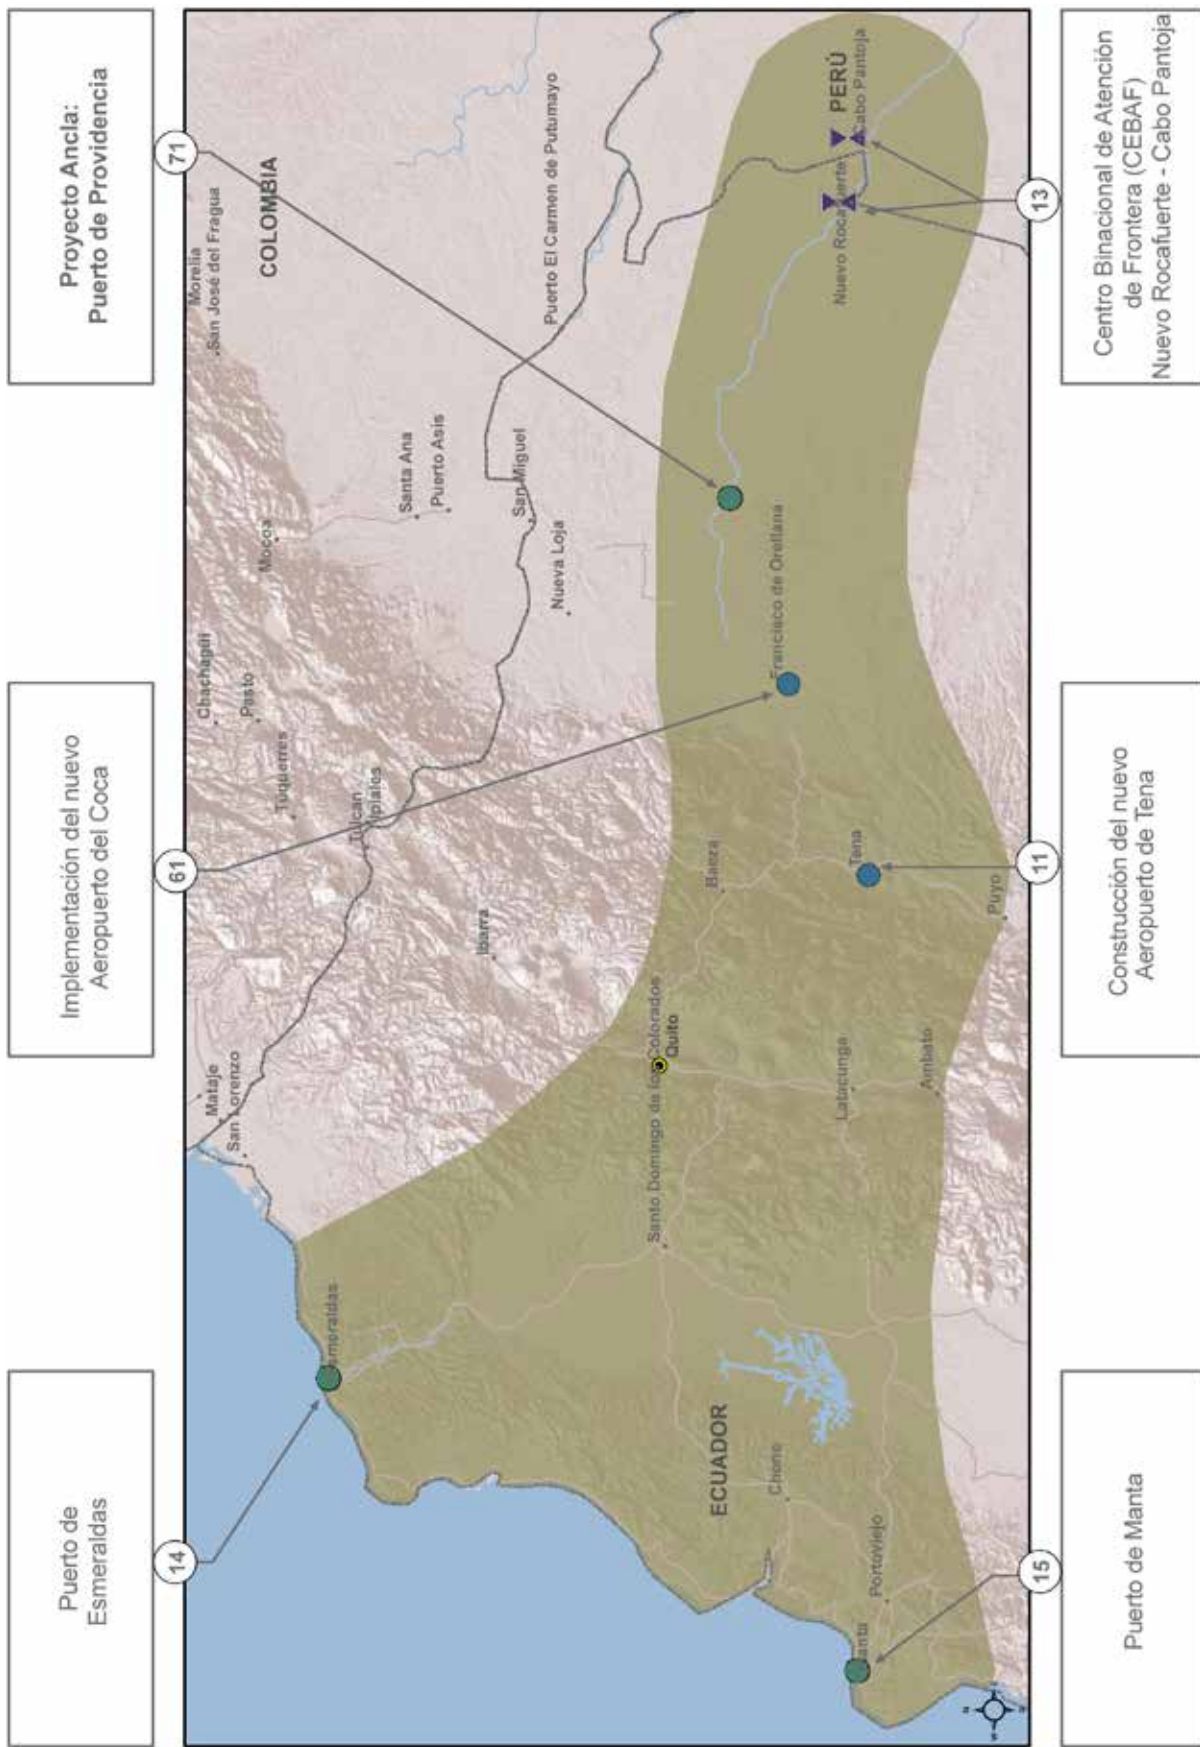 Puerto de
Esmeraldas
Implementación del nuevo
Aeropuerto del Coca
Proyecto Ancla:
Puerto de Providencia
14
61
71
Mataje
San Lorenzo
Chachagüí
Pasto
Tuquerres
Mocoa
Morelia
San José del Fragua
COLOMBIA
Tulcan
Ipiales
Santa Ana
Puerto Asis
Ibarra
San Miguel
Nueva Loja
Puerto El Carmen de Putumayo
Esmeraldas
Santo Domingo de los Colorados
Quito
Baeza
Francisco de Orellana
ECUADOR
Chone
Latacunga
Tena
Nuevo Rocafuerte
PERÚ
Cabo Pantoja
Manta
Portoviejo
Ambato
Puyo
15
11
13
Puerto de Manta
Construcción del nuevo
Aeropuerto de Tena
Centro Binacional de Atención
de Frontera (CEBAF)
Nuevo Rocafuerte - Cabo Pantoja